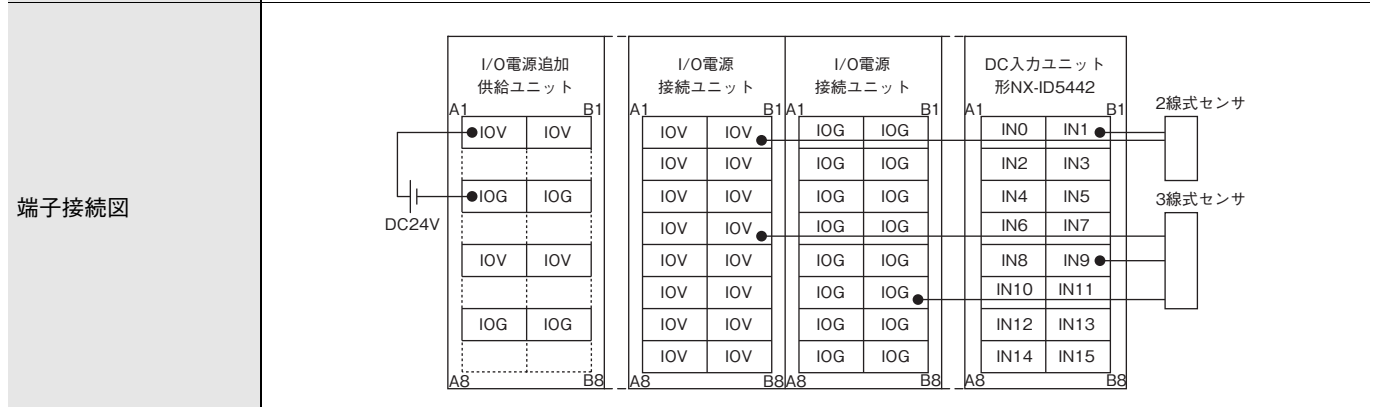 端子接続図
I/O電源追加
供給ユニット
A1 B1
IOV IOV
IOG IOG
IOV IOV
IOG IOG
A8 B8
DC24V
I/O電源
接続ユニット
A1 B1
IOV IOV
IOV IOV
IOV IOV
IOV IOV
IOV IOV
IOV IOV
IOV IOV
IOV IOV
A8 B8
I/O電源
接続ユニット
A1 B1
IOG IOG
IOG IOG
IOG IOG
IOG IOG
IOG IOG
IOG IOG
IOG IOG
IOG IOG
A8 B8
DC入力ユニット
形NX-ID5442
A1 B1
IN0 IN1
IN2 IN3
IN4 IN5
IN6 IN7
IN8 IN9
IN10 IN11
IN12 IN13
IN14 IN15
A8 B8
2線式センサ
3線式センサ